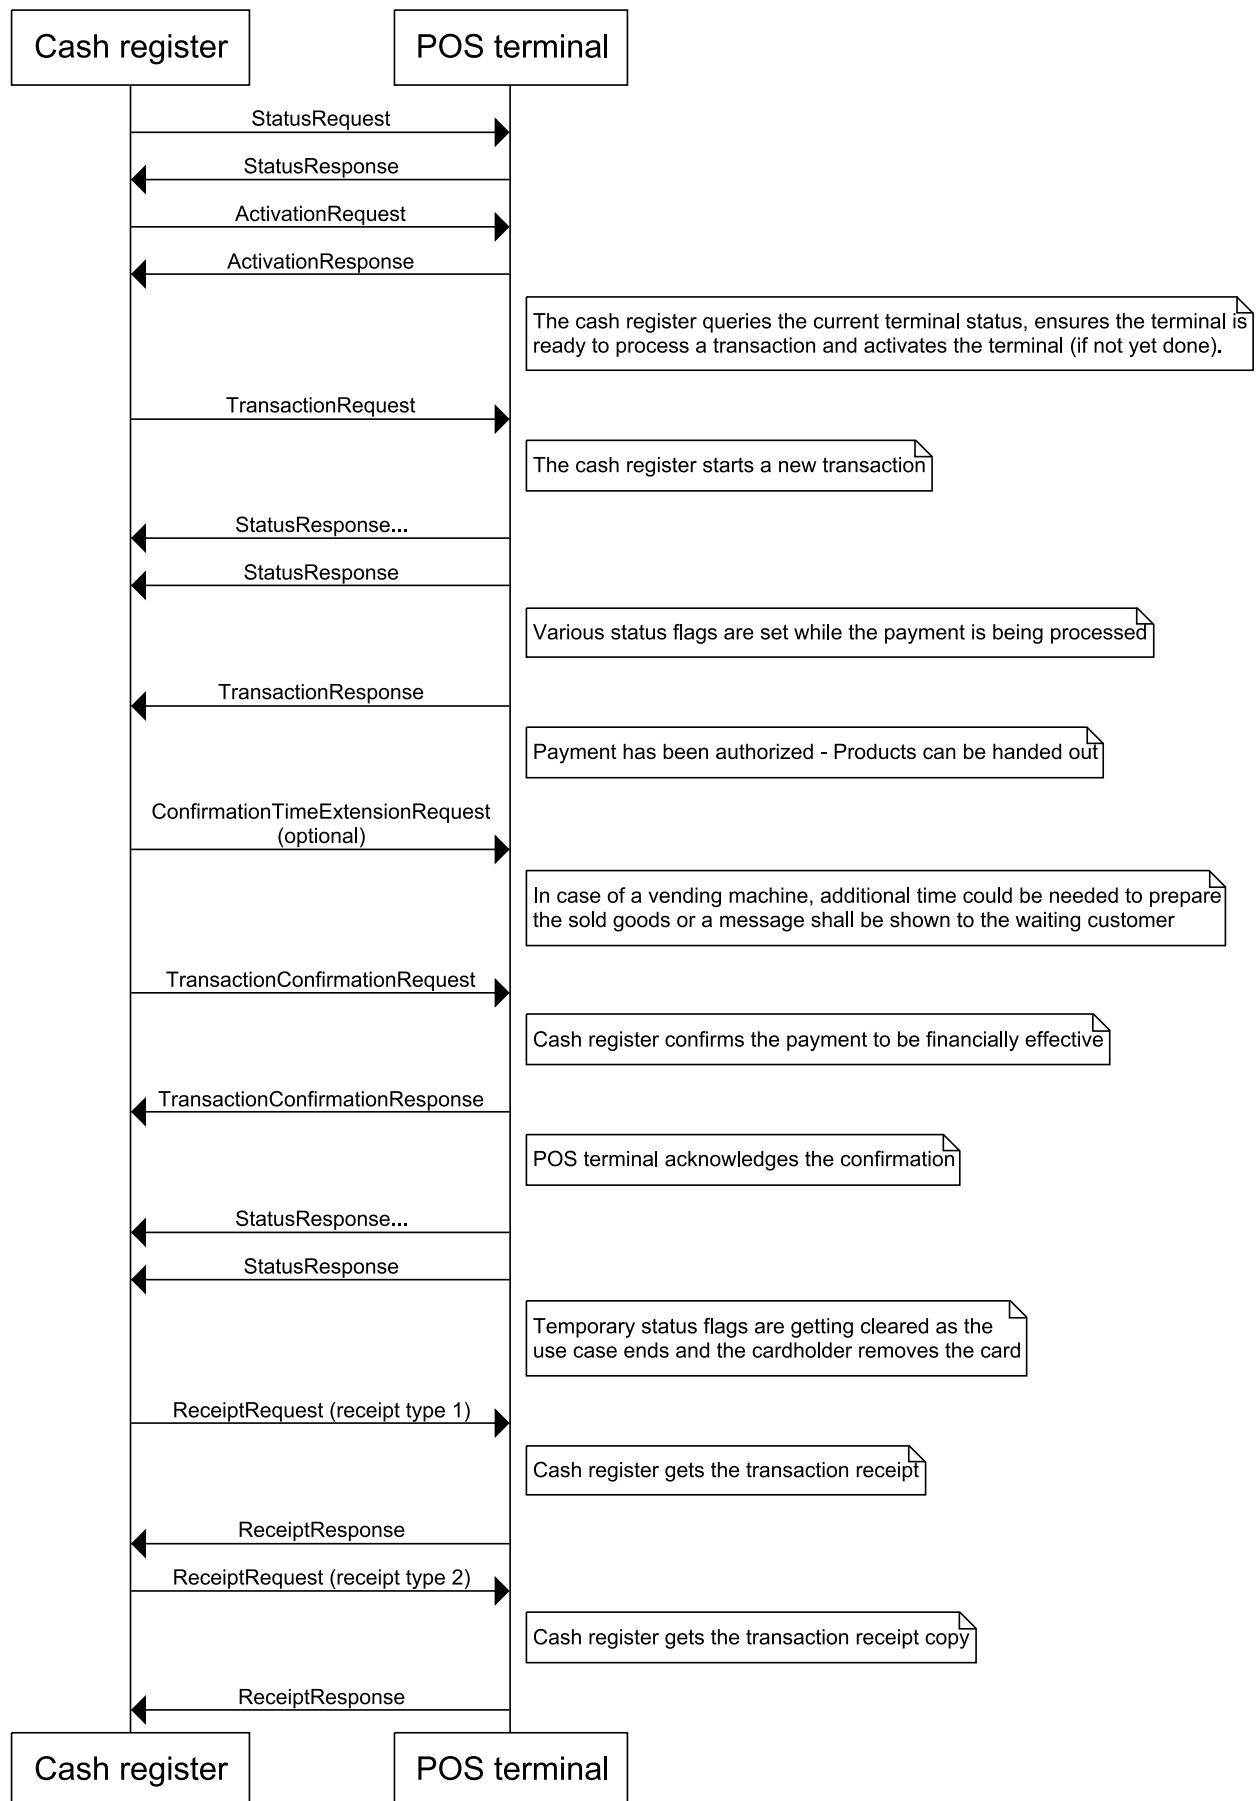 Cash register
POS terminal
StatusRequest
StatusResponse
ActivationRequest
ActivationResponse
The cash register queries the current terminal status, ensures the terminal is
ready to process a transaction and activates the terminal (if not yet done).
TransactionRequest
The cash register starts a new transaction
StatusResponse...
StatusResponse
Various status flags are set while the payment is being processed
TransactionResponse
Payment has been authorized - Products can be handed out
ConfirmationTimeExtensionRequest
(optional)
In case of a vending machine, additional time could be needed to prepare
the sold goods or a message shall be shown to the waiting customer
TransactionConfirmationRequest
Cash register confirms the payment to be financially effective
TransactionConfirmationResponse
POS terminal acknowledges the confirmation
StatusResponse...
StatusResponse
Temporary status flags are getting cleared as the
use case ends and the cardholder removes the card
ReceiptRequest (receipt type 1)
Cash register gets the transaction receipt
ReceiptResponse
ReceiptRequest (receipt type 2)
Cash register gets the transaction receipt copy
ReceiptResponse
Cash register
POS terminal